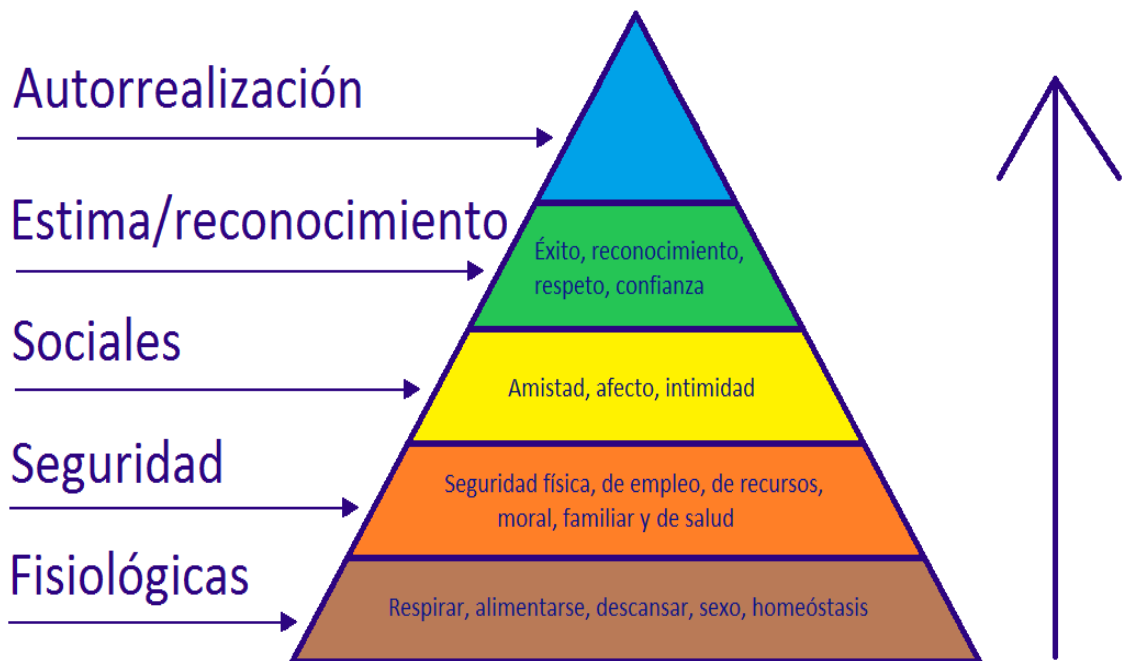 Autorrealización
Estima/reconocimiento
Éxito, reconocimiento,
respeto, confianza
Sociales
Amistad, afecto, intimidad
Seguridad
Seguridad física, de empleo, de recursos,
moral, familiar y de salud
Fisiológicas
Respirar, alimentarse, descansar, sexo, homeóstasis